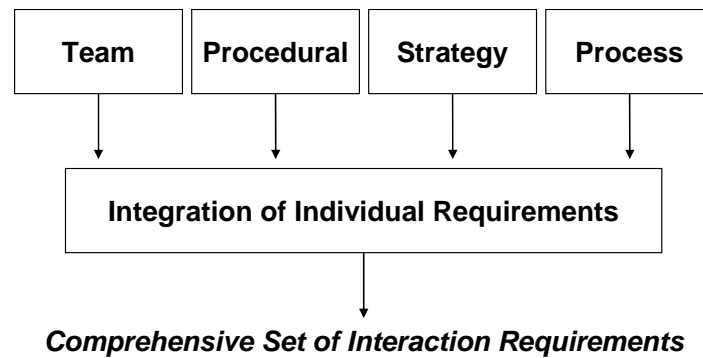 Team Procedural Strategy Process
Integration of Individual Requirements
Comprehensive Set of Interaction Requirements